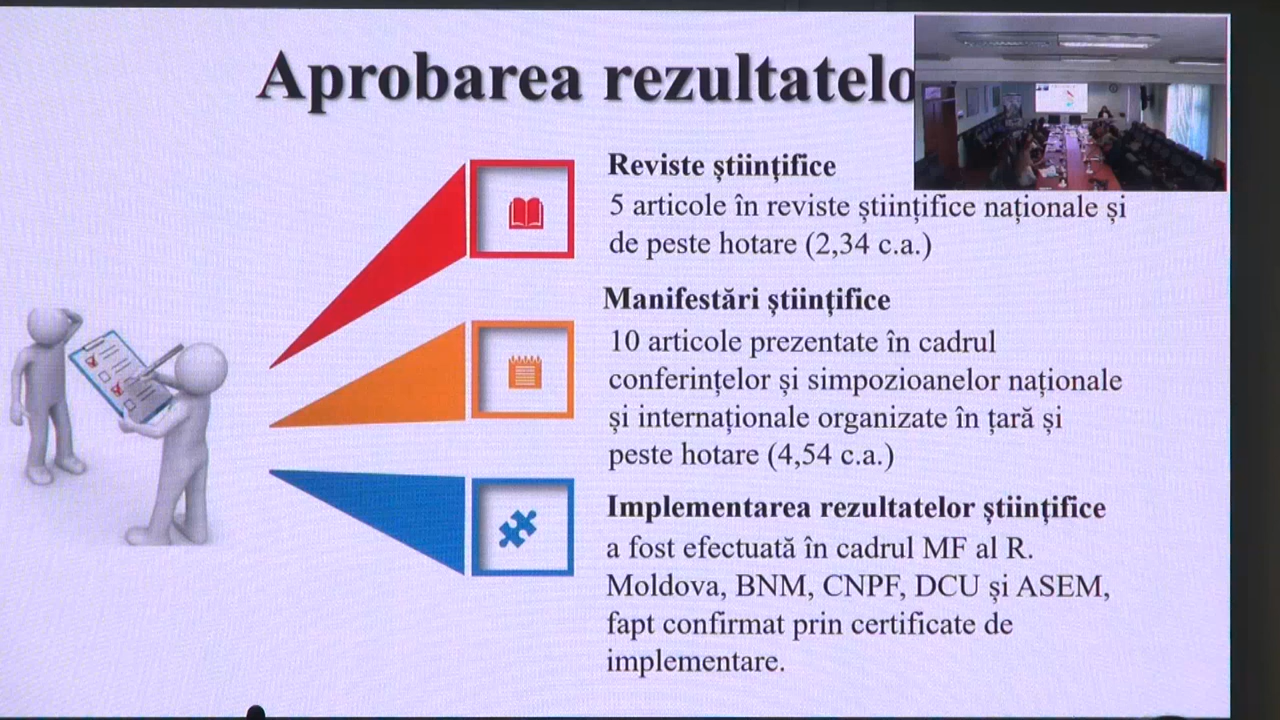 Aprobarea rezultatelo
Reviste științifice
5 articole în reviste științifice naționale și
de peste hotare (2,34 c.a.)
Manifestări științifice
10 articole prezentate în cadrul
conferințelor și simpozioanelor naționale
și internaționale organizate în țară și
peste hotare (4,54 c.a.)
Implementarea rezultatelor științifice
a fost efectuată în cadrul MF al R.
Moldova, BNM, CNPF, DCU și ASEM,
fapt confirmat prin certificate de
implementare.